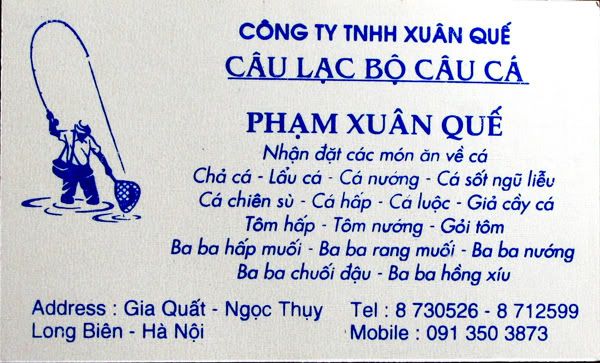 CÔNG TY TNHH XUÂN QUẾ
CÂU LẠC BỘ CÂU CÁ
PHẠM XUÂN QUẾ
Nhận đặt các món ăn về cá
Chả cá - Lẩu cá - Cá nướng - Cá sốt ngũ liễu
Cá chiên sù - Cá hấp - Cá luộc - Giả cầy cá
Tôm hấp - Tôm nướng - Gỏi tôm
Ba ba hấp muối - Ba ba rang muối - Ba ba nướng
Ba ba chuối đậu - Ba ba hồng xíu
Address : Gia Quất - Ngọc Thụy
Long Biên - Hà Nội
Tel : 8 730526 - 8 712599
Mobile : 091 350 3873